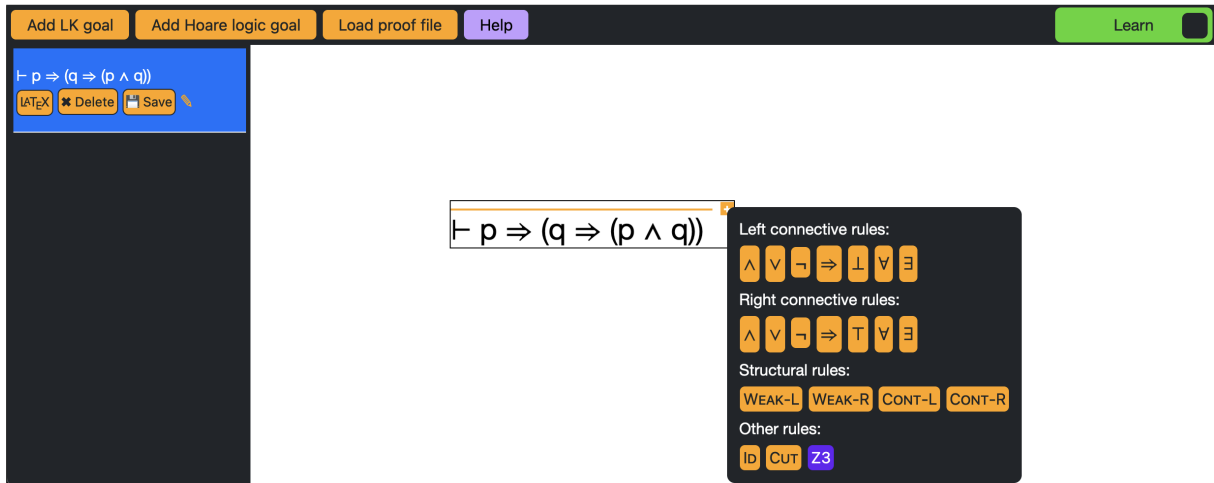 Add LK goal Add Hoare logic goal Load proof file Help Learn
⊢ p ⇒ (q ⇒ (p ∧ q))
LATEX ✖ Delete 💾 Save ✎
⊢ p ⇒ (q ⇒ (p ∧ q)) +
Left connective rules:
∧ ∨ ¬ ⇒ ⊥ ∀ ∃
Right connective rules:
∧ ∨ ¬ ⇒ ⊤ ∀ ∃
Structural rules:
WEAK-L WEAK-R CONT-L CONT-R
Other rules:
ID CUT Z3